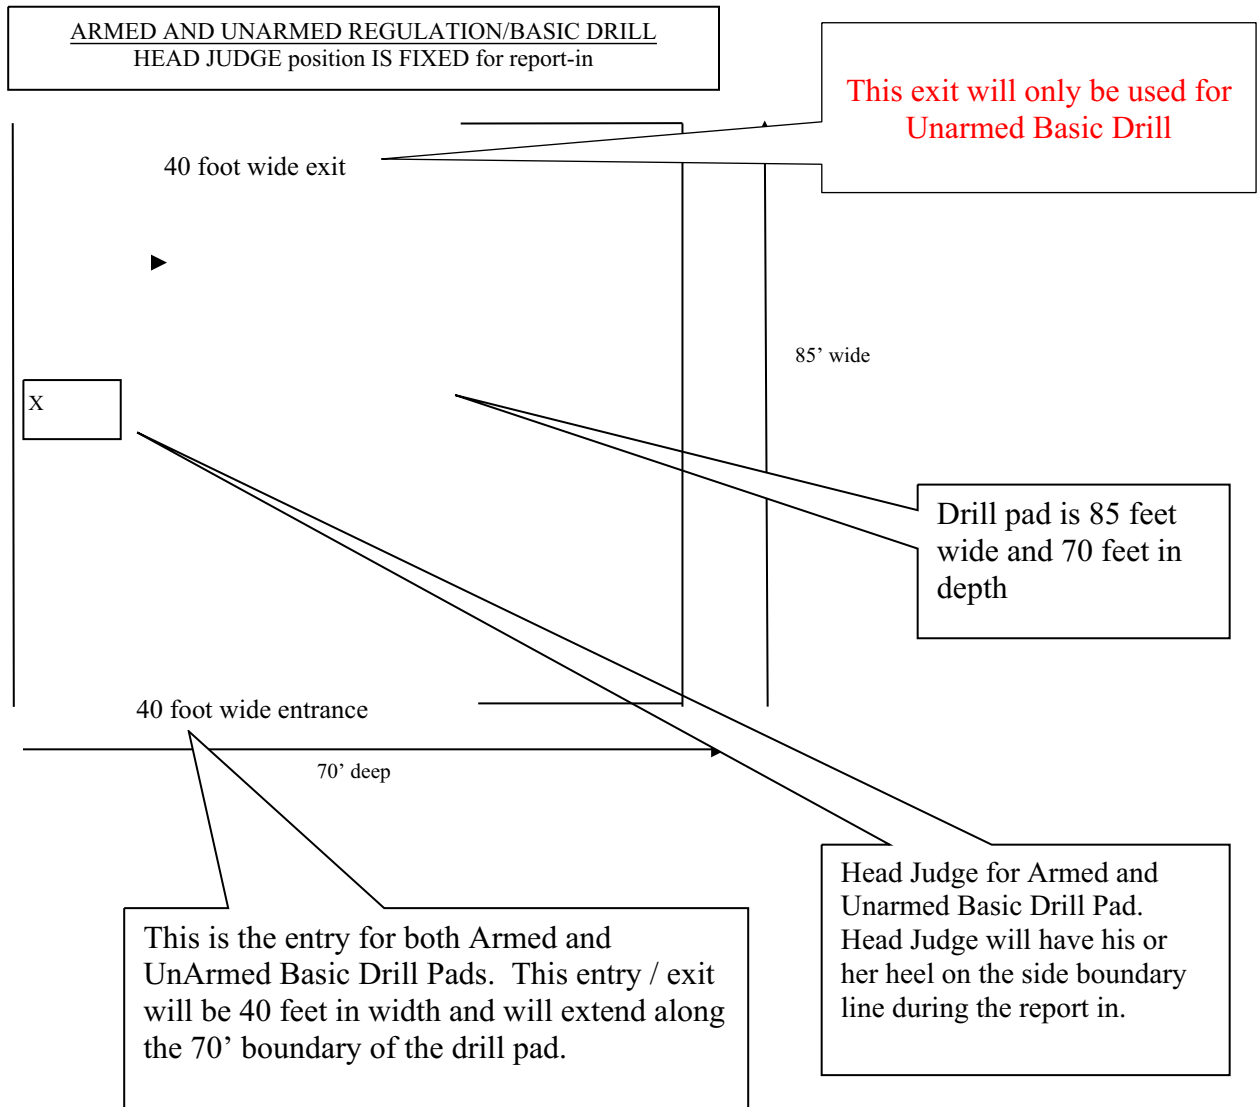 ARMED AND UNARMED REGULATION/BASIC DRILL
HEAD JUDGE position IS FIXED for report-in
This exit will only be used for
Unarmed Basic Drill
40 foot wide exit
85’ wide
X
Drill pad is 85 feet
wide and 70 feet in
depth
40 foot wide entrance
70’ deep
Head Judge for Armed and
Unarmed Basic Drill Pad.
Head Judge will have his or
her heel on the side boundary
line during the report in.
This is the entry for both Armed and
UnArmed Basic Drill Pads.  This entry / exit
will be 40 feet in width and will extend along
the 70’ boundary of the drill pad.